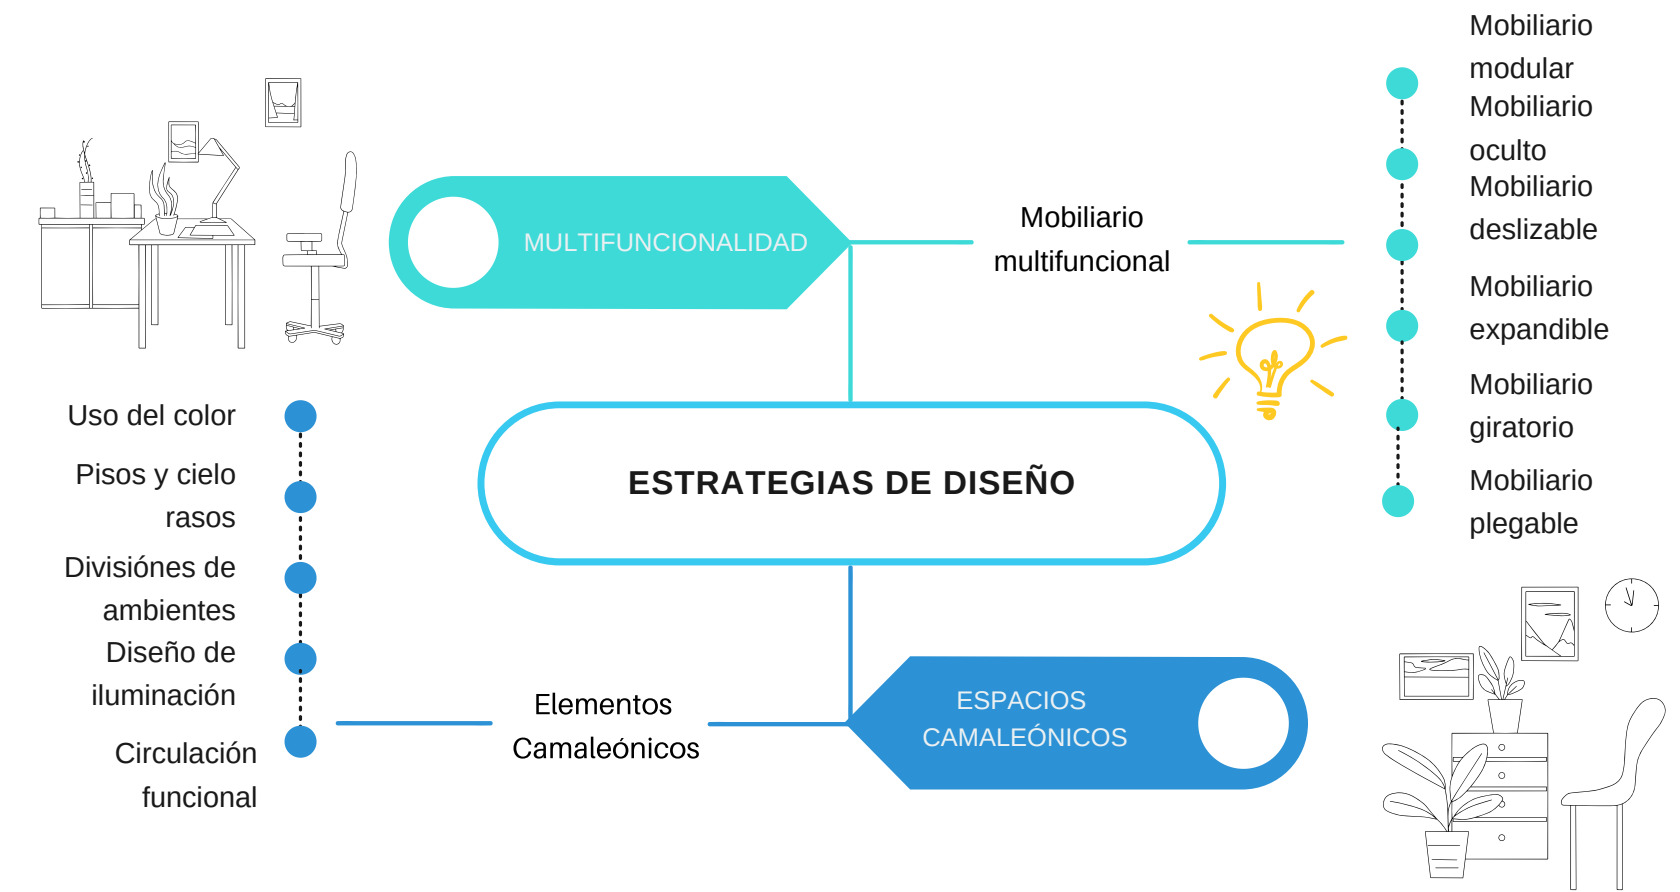 Mobiliario
modular
Mobiliario
oculto
Mobiliario
deslizable
Mobiliario
expandible
Mobiliario
giratorio
Mobiliario
plegable
MULTIFUNCIONALIDAD
Mobiliario
multifuncional
ESTRATEGIAS DE DISEÑO
Uso del color
Pisos y cielo
rasos
Divisiónes de
ambientes
Diseño de
iluminación
Circulación
funcional
Elementos
Camaleónicos
ESPACIOS
CAMALEÓNICOS